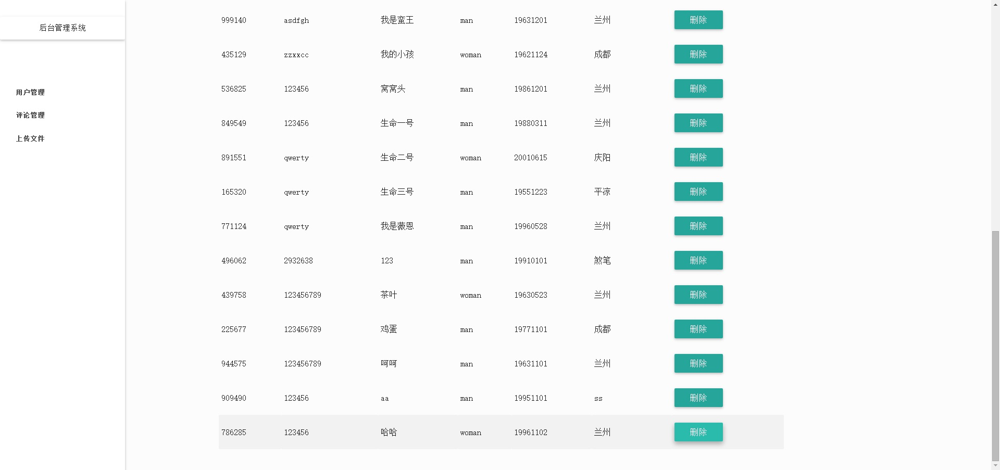 后台管理系统
用户管理
评论管理
上传文件
999140 asdfgh 我是蛮王 man 19631201 兰州 删除
435129 zzxxcc 我的小孩 woman 19621124 成都 删除
536825 123456 窝窝头 man 19861201 兰州 删除
849549 123456 生命一号 man 19880311 兰州 删除
891551 qwerty 生命二号 woman 20010615 庆阳 删除
165320 qwerty 生命三号 man 19551223 平凉 删除
771124 qwerty 我是薇恩 man 19960528 兰州 删除
496062 2932638 123 man 19910101 煞笔 删除
439758 123456789 茶叶 woman 19630523 兰州 删除
225677 123456789 鸡蛋 man 19771101 成都 删除
944575 123456789 呵呵 man 19631101 兰州 删除
909490 123456 aa man 19951101 ss 删除
786285 123456 哈哈 woman 19961102 兰州 删除